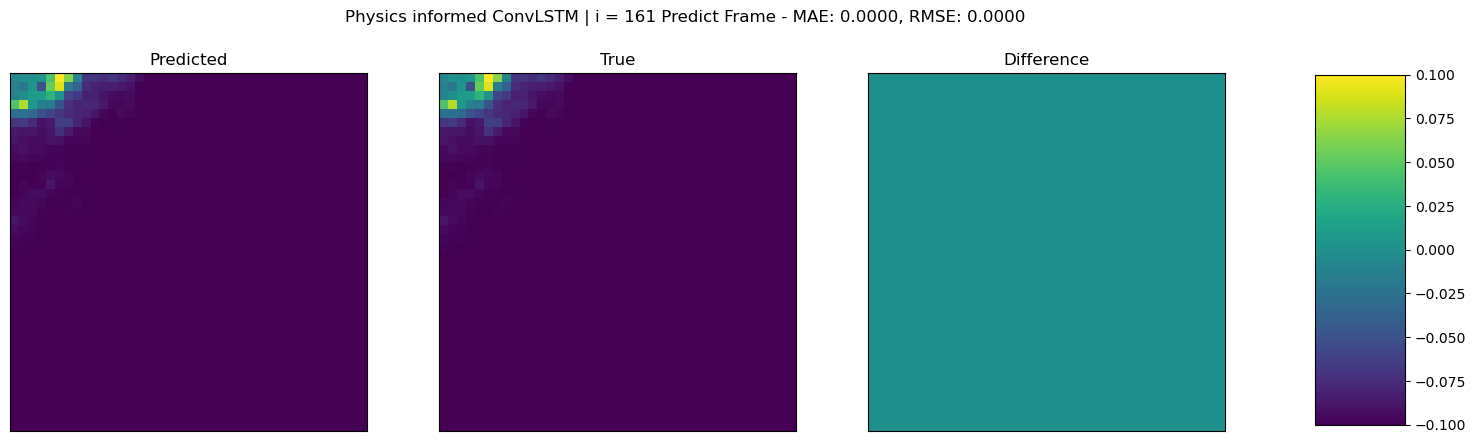 Physics informed ConvLSTM | i = 161 Predict Frame - MAE: 0.0000, RMSE: 0.0000
Predicted
True
Difference
0.100
0.075
0.050
0.025
0.000
−0.025
−0.050
−0.075
−0.100